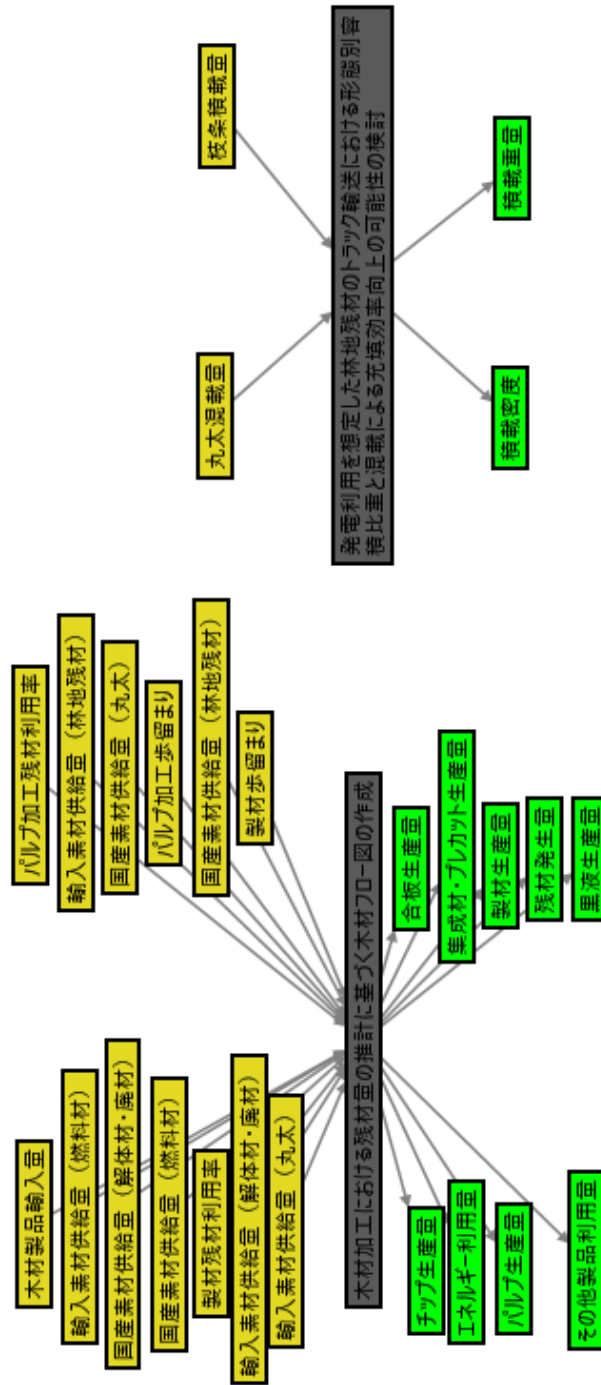 木材製品輸入量
輸入素材供給量（燃料材）
国産素材供給量（解体材・廃材）
国産素材供給量（燃料材）
製材残材利用率
輸入素材供給量（解体材・廃材）
輸入素材供給量（丸太）
パルプ加工残材利用率
輸入素材供給量（林地残材）
国産素材供給量（丸太）
パルプ加工歩留まり
国産素材供給量（林地残材）
製材歩留まり
木材加工における残材量の推計に基づく木材フロー図の作成
チップ生産量
エネルギー利用量
パルプ生産量
その他製品利用量
合板生産量
集成材・プレカット生産量
製材生産量
残材発生量
黒液生産量
丸太混載量
枝条積載量
発電利用を想定した林地残材のトラック輸送における形態別容
積比重と混載による充填効率向上の可能性の検討
積載密度
積載重量